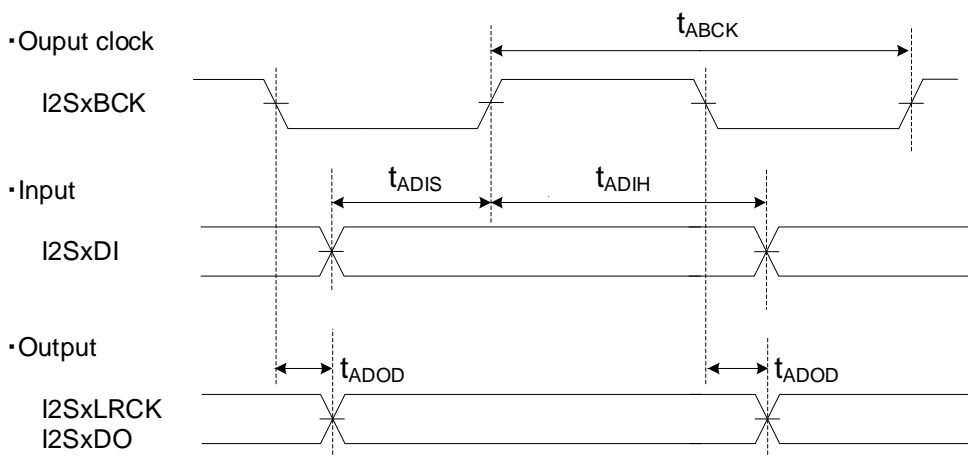 ・Ouput clock
tABCK
I2SxBCK
・Input
tADIS
tADIH
I2SxDI
・Output
tADOD
tADOD
I2SxLRCK
I2SxDO